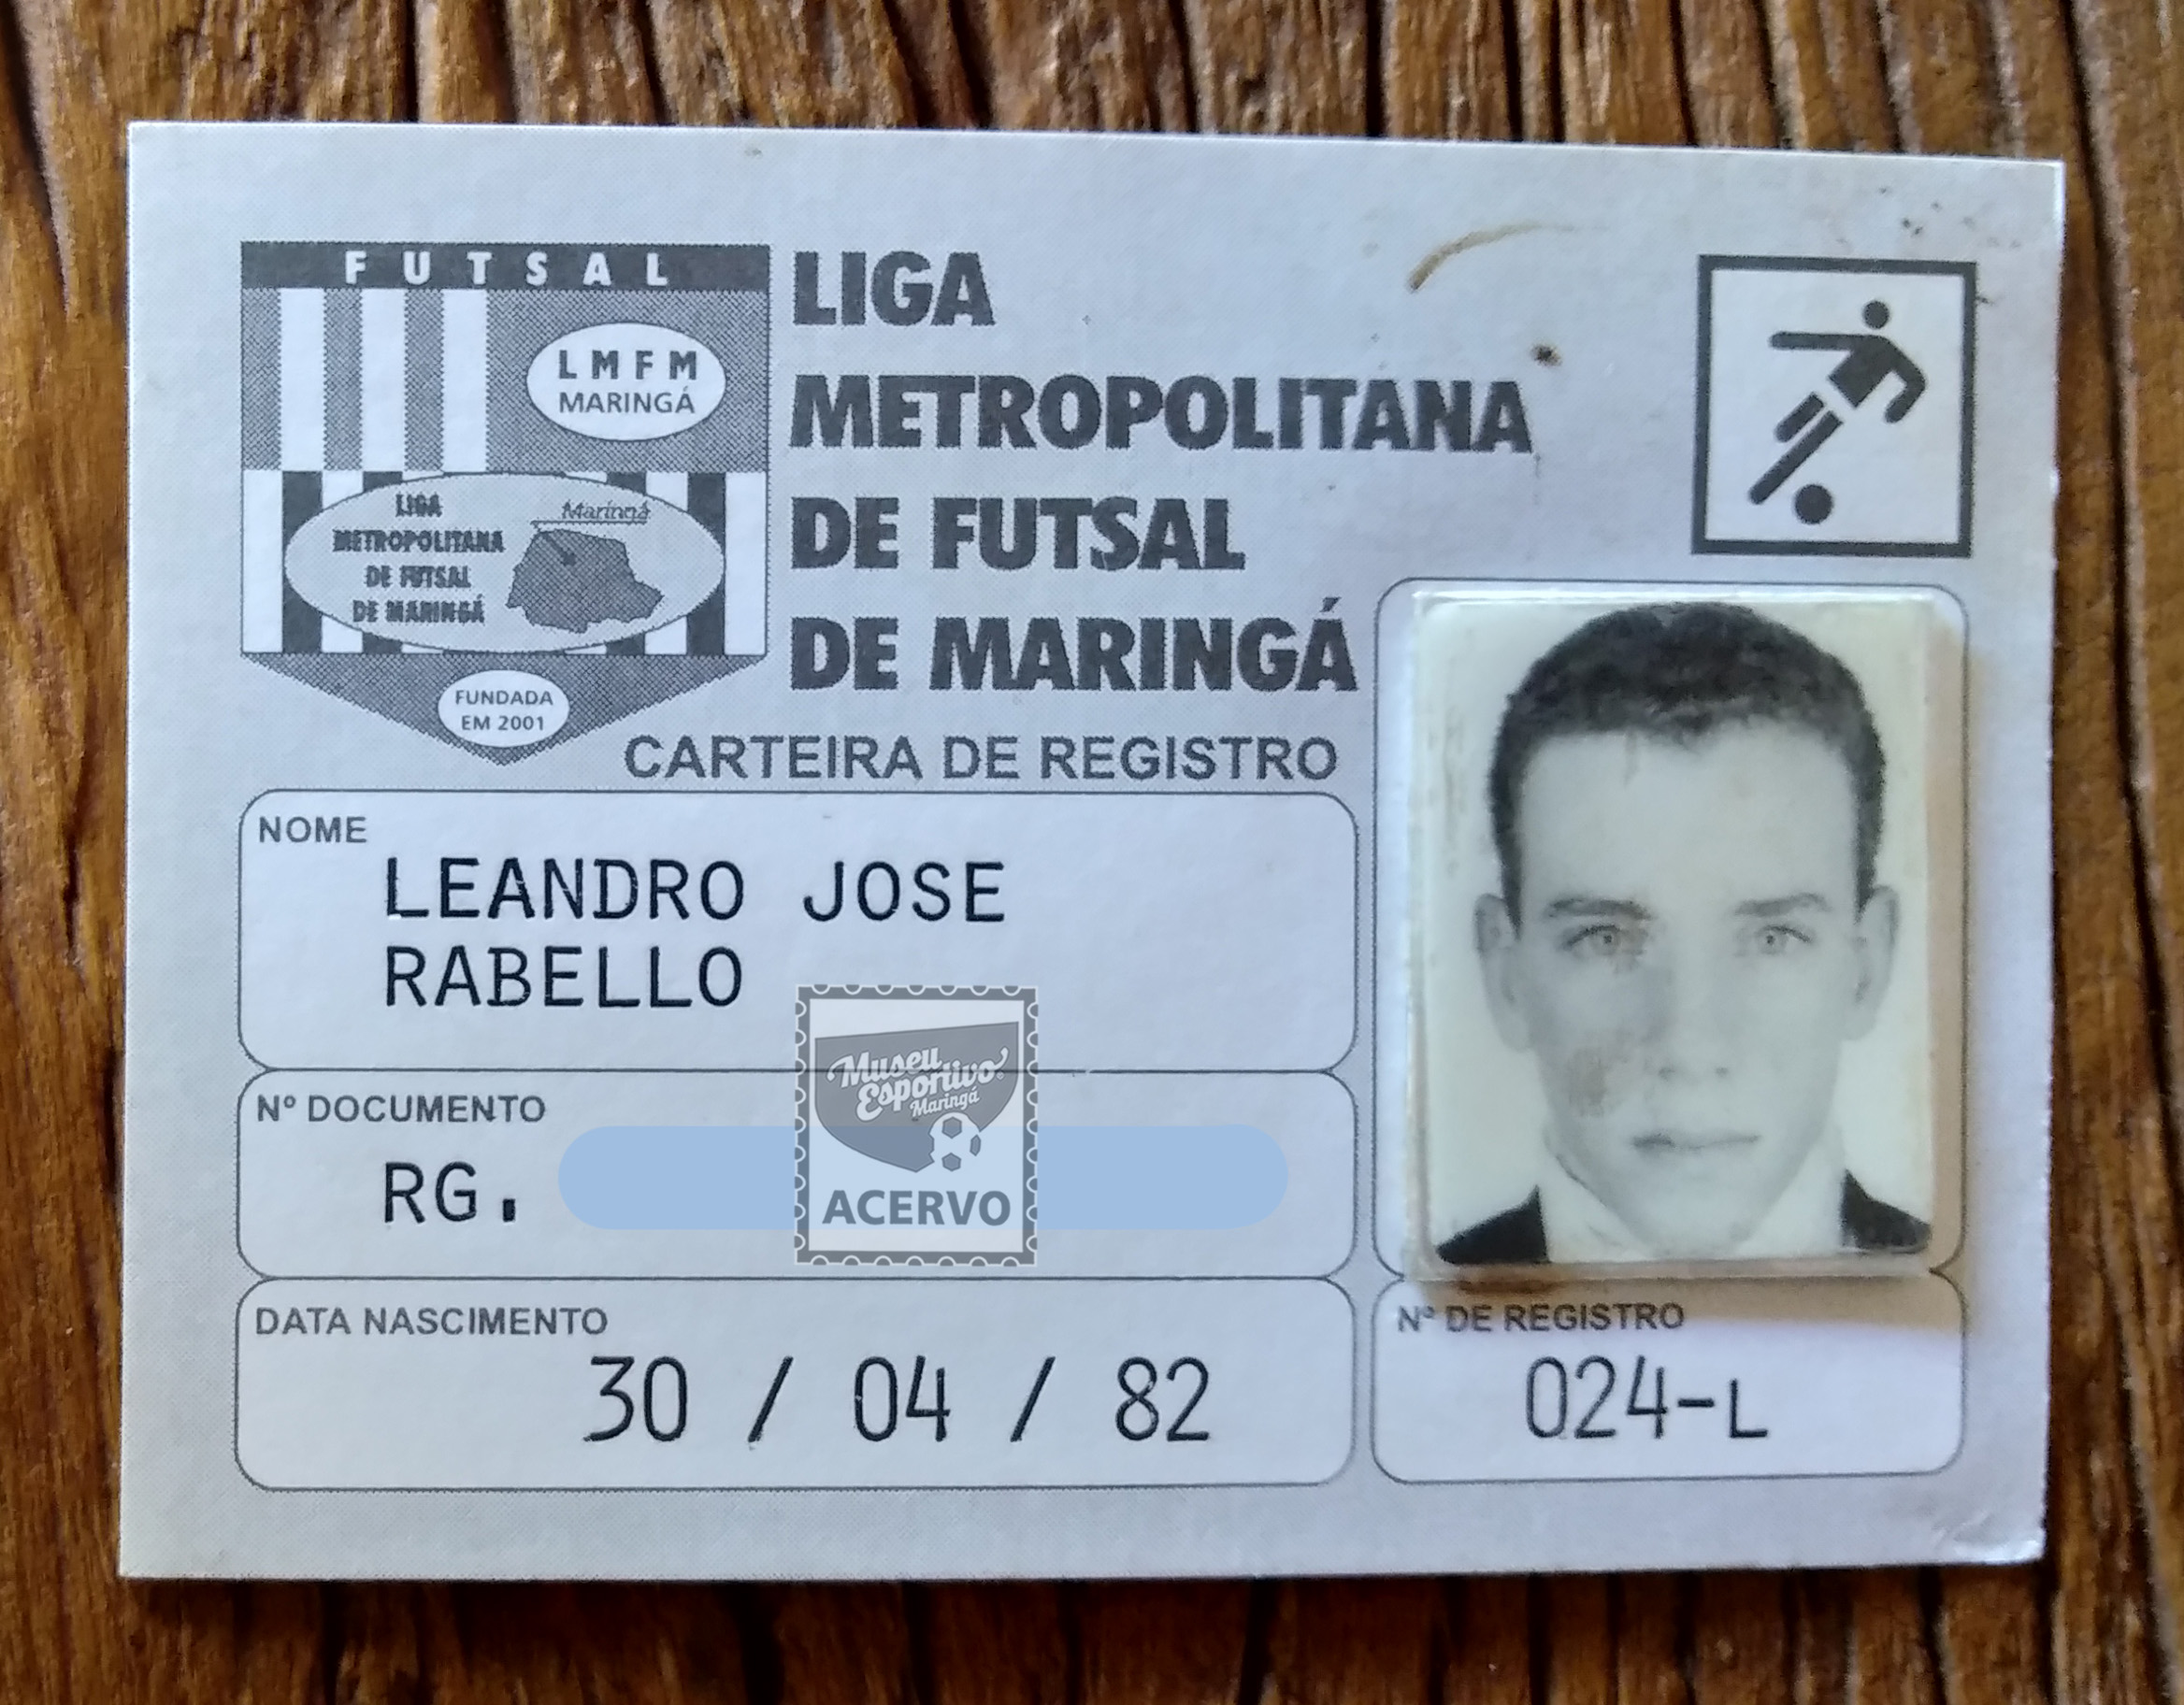 FUTSAL
LMFM
MARINGÁ
LIGA
METROPOLITANA
DE FUTSAL
DE MARINGÁ
Maringá
FUNDADA
EM 2001
LIGA
METROPOLITANA
DE FUTSAL
DE MARINGÁ
CARTEIRA DE REGISTRO
NOME
LEANDRO JOSE
RABELLO
Nº DOCUMENTO
RG.
Museu
Esportivo
Maringá
ACERVO
DATA NASCIMENTO
30 / 04 / 82
Nº DE REGISTRO
024-L